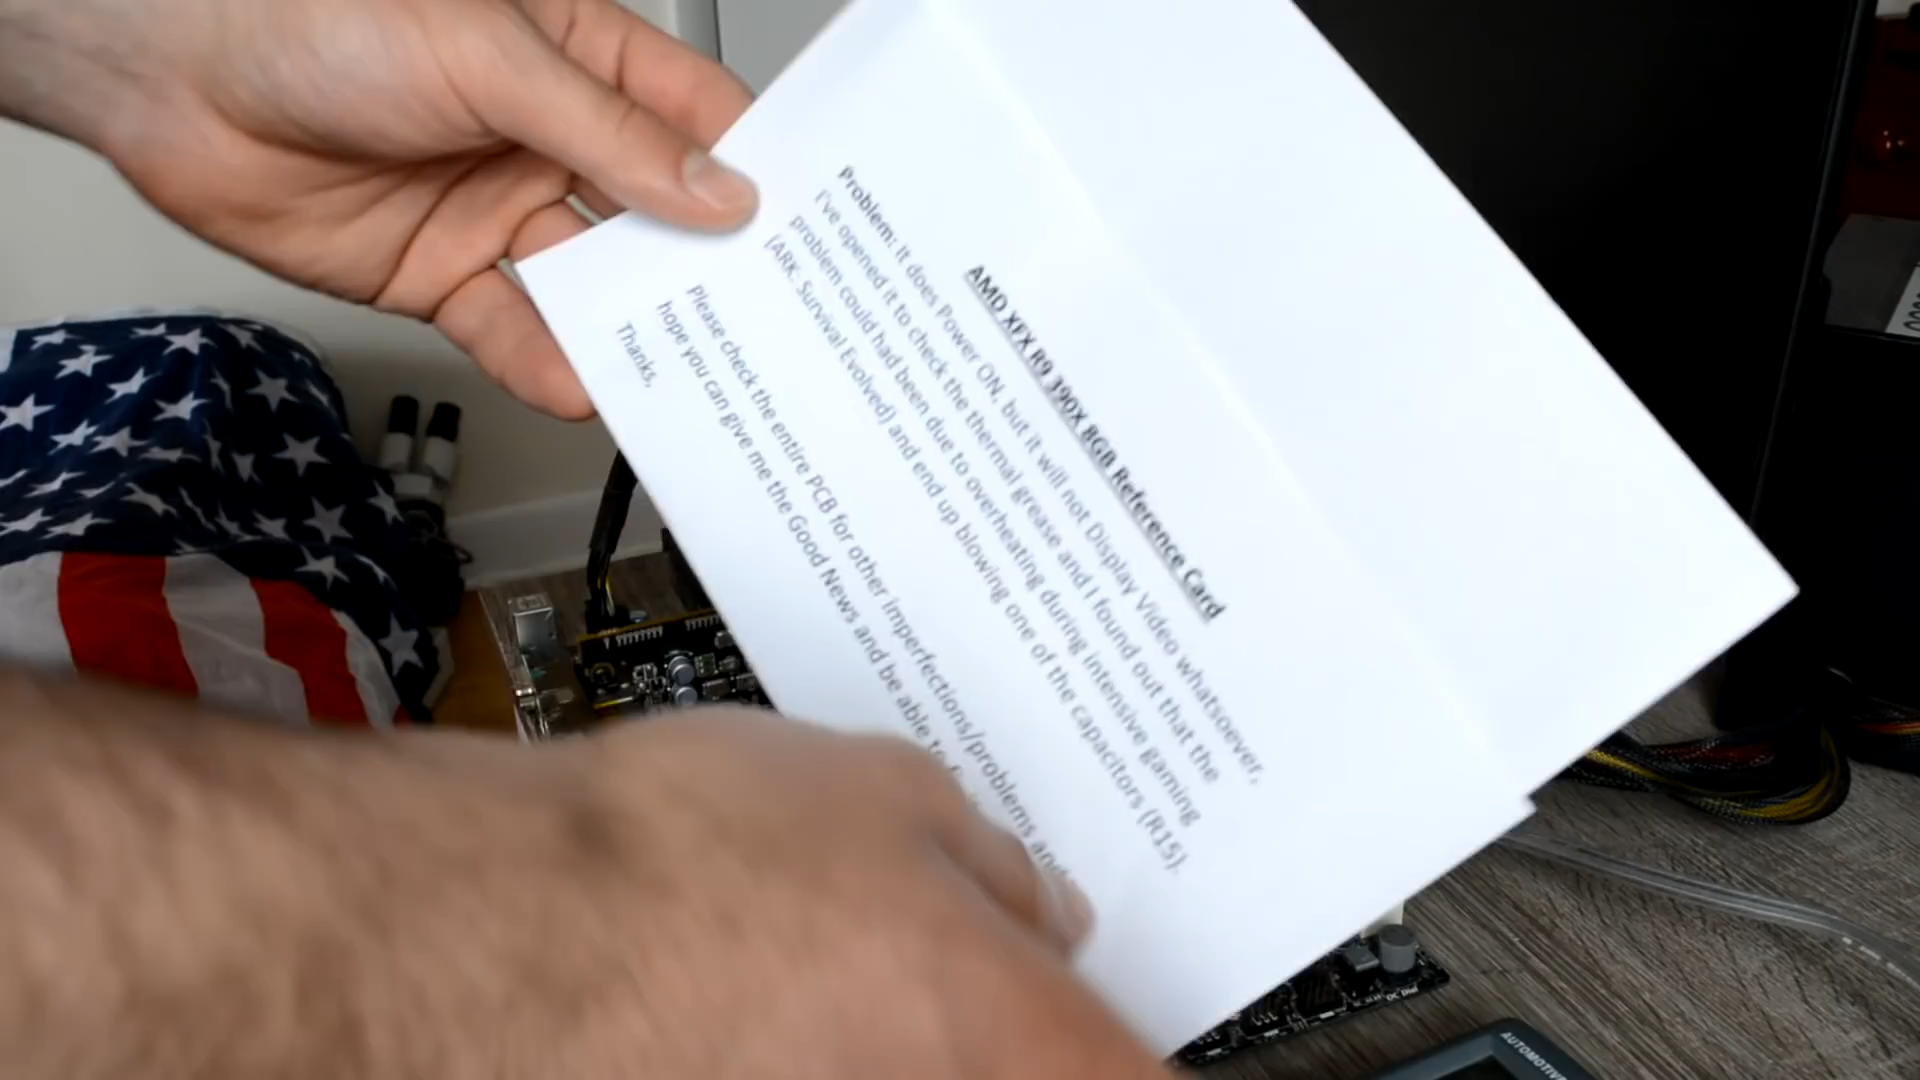 AMD XFX R9 390X 8GB Reference Card
Problem: It does Power ON, but it will not Display Video whatsoever.
I've opened it to check the thermal grease and I found out that the
problem could had been due to overheating during intensive gaming
(ARK: Survival Evolved) and end up blowing one of the capacitors (R15).
Please check the entire PCB for other imperfections/problems and
hope you can give me the Good News and be able to
Thanks,
DC Dial
AUTOMOTIVE